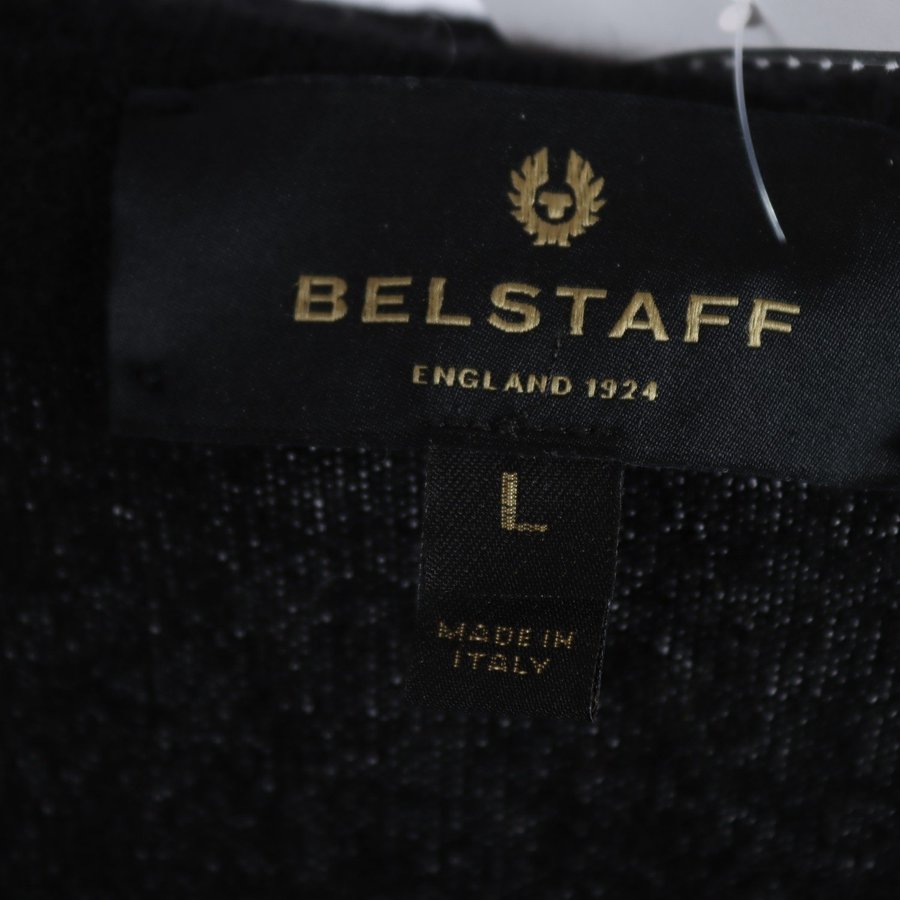 BELSTAFF
ENGLAND 1924
L
MADE IN
ITALY